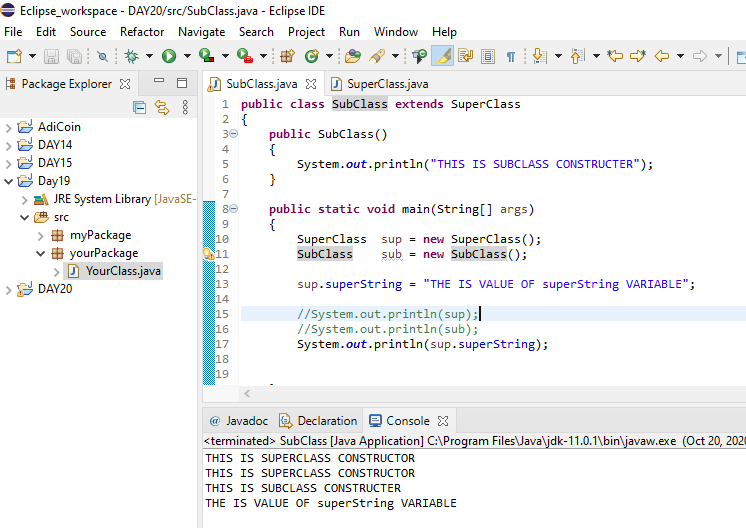 Eclipse_workspace - DAY20/src/SubClass.java - Eclipse IDE
File Edit Source Refactor Navigate Search Project Run Window Help
Package Explorer
AdiCoin
DAY14
DAY15
Day19
JRE System Library [JavaSE-
src
myPackage
yourPackage
YourClass.java
DAY20
SubClass.java SuperClass.java
1 public class SubClass extends SuperClass
2 {
3 public SubClass()
4 {
5 System.out.println("THIS IS SUBCLASS CONSTRUCTER");
6 }
7
8 public static void main(String[] args)
9 {
10 SuperClass sup = new SuperClass();
11 SubClass sub = new SubClass();
12
13 sup.superString = "THE IS VALUE OF superString VARIABLE";
14
15 //System.out.println(sup);
16 //System.out.println(sub);
17 System.out.println(sup.superString);
18
19
@ Javadoc Declaration Console
<terminated> SubClass [Java Application] C:\Program Files\Java\jdk-11.0.1\bin\javaw.exe (Oct 20, 2020
THIS IS SUPERCLASS CONSTRUCTOR
THIS IS SUPERCLASS CONSTRUCTOR
THIS IS SUBCLASS CONSTRUCTER
THE IS VALUE OF superString VARIABLE